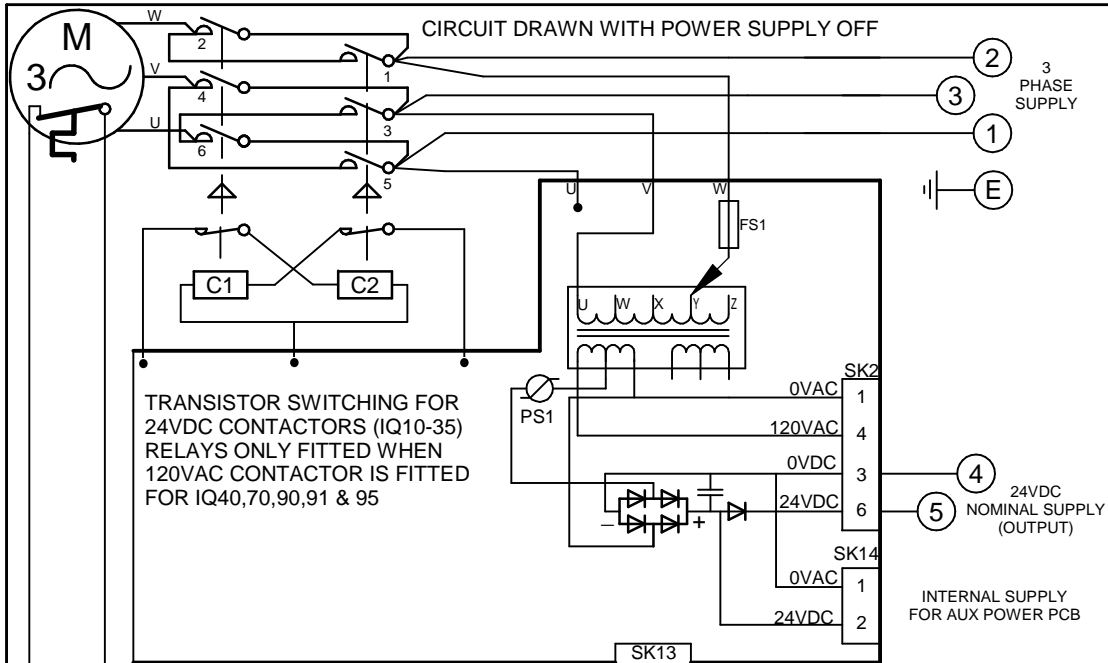 CIRCUIT DRAWN WITH POWER SUPPLY OFF
W
M
3
V
U
2
1
4
3
6
5
2
3
1
3
PHASE
SUPPLY
E
U
V
W
FS1
C1
C2
U
W
X
Y
Z
PS1
TRANSISTOR SWITCHING FOR
24VDC CONTACTORS (IQ10-35)
RELAYS ONLY FITTED WHEN
120VAC CONTACTOR IS FITTED
FOR IQ40,70,90,91 & 95
SK2
0VAC 1
120VAC 4
0VDC 3
24VDC 6
4
5
24VDC
NOMINAL SUPPLY
(OUTPUT)
– +
SK14
0VAC 1
24VDC 2
INTERNAL SUPPLY
FOR AUX POWER PCB
SK13